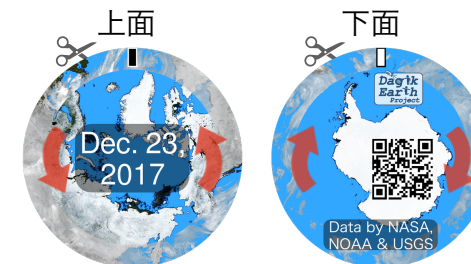 上面
下面
Dec. 23,
2017
Dagik
Earth
Project
Data by NASA,
NOAA & USGS